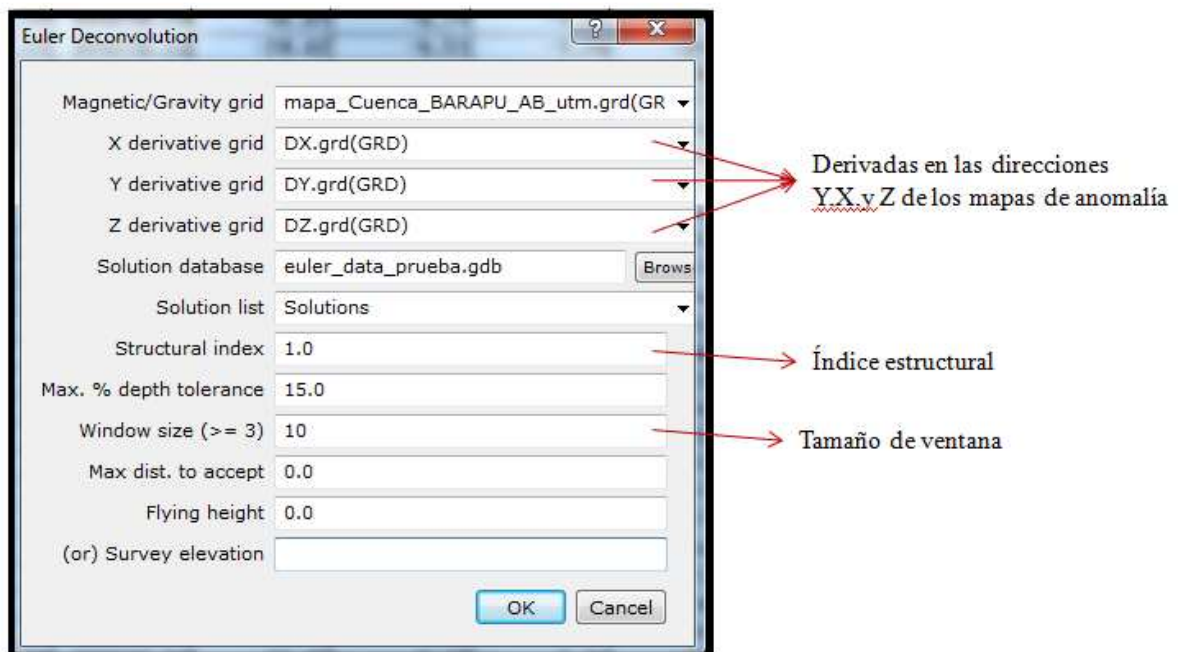 Euler Deconvolution
Magnetic/Gravity grid mapa_Cuenca_BARAPU_AB_utm.grd(GR
X derivative grid DX.grd(GRD)
Y derivative grid DY.grd(GRD)
Z derivative grid DZ.grd(GRD)
Solution database euler_data_prueba.gdb Brows
Solution list Solutions
Structural index 1.0
Max. % depth tolerance 15.0
Window size (>= 3) 10
Max dist. to accept 0.0
Flying height 0.0
(or) Survey elevation
OK Cancel
Derivadas en las direcciones
Y.X.y Z de los mapas de anomalía
Índice estructural
Tamaño de ventana